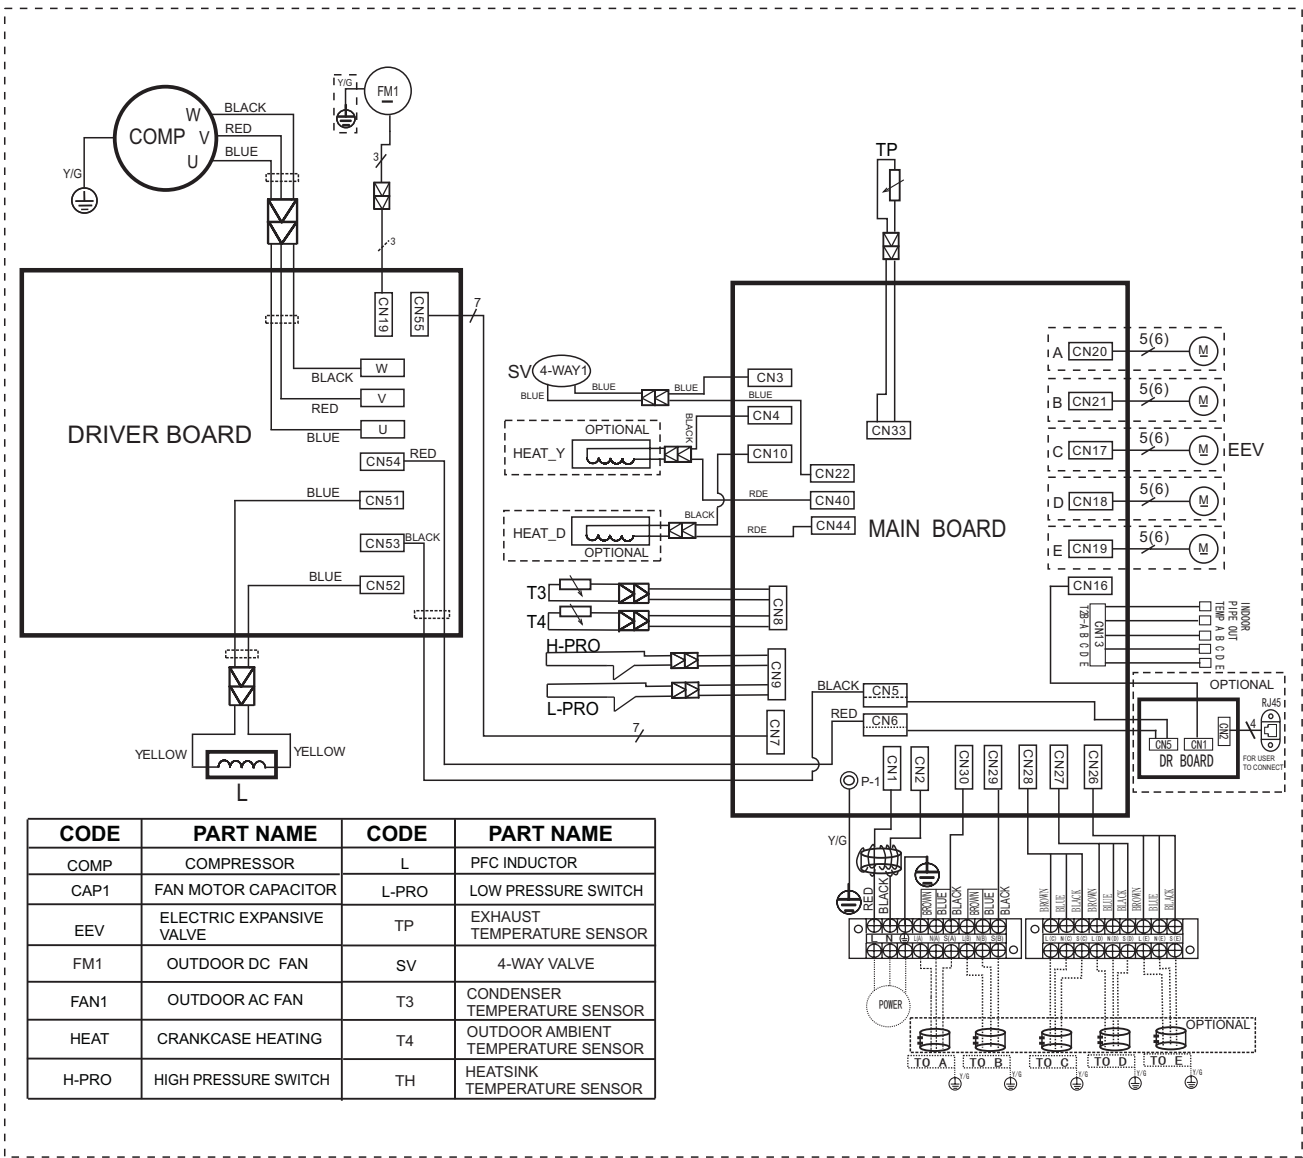 COMP
W
V
U
BLACK
RED
BLUE
Y/G
Y/G
FM1
3
3
CN19
CN55
7
DRIVER BOARD
W
BLACK
V
RED
U
BLUE
CN54
RED
CN51
BLUE
CN53
BLACK
CN52
BLUE
YELLOW
YELLOW
L
TP
CN33
MAIN BOARD
SV
4-WAY1
BLUE
BLUE
BLUE
BLUE
CN3
CN4
BLACK
OPTIONAL
HEAT_Y
CN10
CN22
RDE
CN40
BLACK
HEAT_D
OPTIONAL
RDE
CN44
T3
T4
CN8
H-PRO
L-PRO
CN9
7
CN7
BLACK
CN5
RED
CN6
A
CN20
5(6)
M
B
CN21
5(6)
M
C
CN17
5(6)
M
EEV
D
CN18
5(6)
M
E
CN19
5(6)
M
CN16
T2B-A B C D E
CN13
INDOOR
PIPE OUT
TEMP A B C D E
OPTIONAL
RJ45
CN2
4
CN5
CN1
DR BOARD
FOR USER
TO CONNECT
P-1
CN1
CN2
CN30
CN29
CN28
CN27
CN26
Y/G
RED
BLACK
BROWN
BLUE
BLACK
BROWN
BLUE
BLACK
BROWN
BLUE
BLACK
BROWN
BLUE
BLACK
BROWN
BLUE
BLACK
L N L(A) N(A) S(A) L(B) N(B) S(B)
L(C) N(C) S(C) L(D) N(D) S(D) L(E) N(E) S(E)
POWER
OPTIONAL
TO A
TO B
TO C
TO D
TO E
Y/G
Y/G
Y/G
Y/G
Y/G
CODE PART NAME CODE PART NAME
COMP COMPRESSOR L PFC INDUCTOR
CAP1 FAN MOTOR CAPACITOR L-PRO LOW PRESSURE SWITCH
EEV ELECTRIC EXPANSIVE VALVE TP EXHAUST TEMPERATURE SENSOR
FM1 OUTDOOR DC FAN SV 4-WAY VALVE
FAN1 OUTDOOR AC FAN T3 CONDENSER TEMPERATURE SENSOR
HEAT CRANKCASE HEATING T4 OUTDOOR AMBIENT TEMPERATURE SENSOR
H-PRO HIGH PRESSURE SWITCH TH HEATSINK TEMPERATURE SENSOR